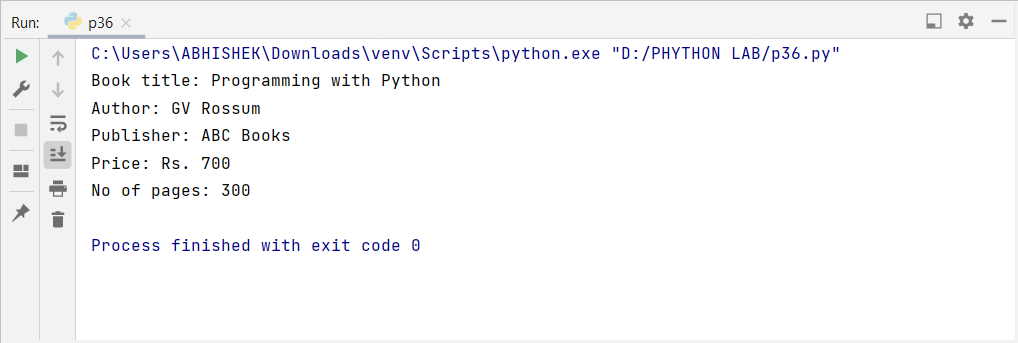 Run: p36
C:\Users\ABHISHEK\Downloads\venv\Scripts\python.exe "D:/PHYTHON LAB/p36.py"
Book title: Programming with Python
Author: GV Rossum
Publisher: ABC Books
Price: Rs. 700
No of pages: 300
Process finished with exit code 0